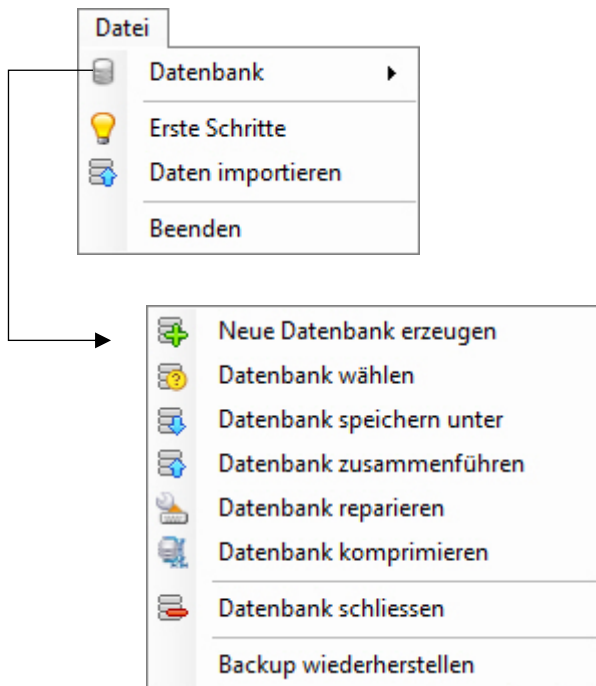 Datei
Datenbank
Erste Schritte
Daten importieren
Beenden
Neue Datenbank erzeugen
Datenbank wählen
Datenbank speichern unter
Datenbank zusammenführen
Datenbank reparieren
Datenbank komprimieren
Datenbank schliessen
Backup wiederherstellen